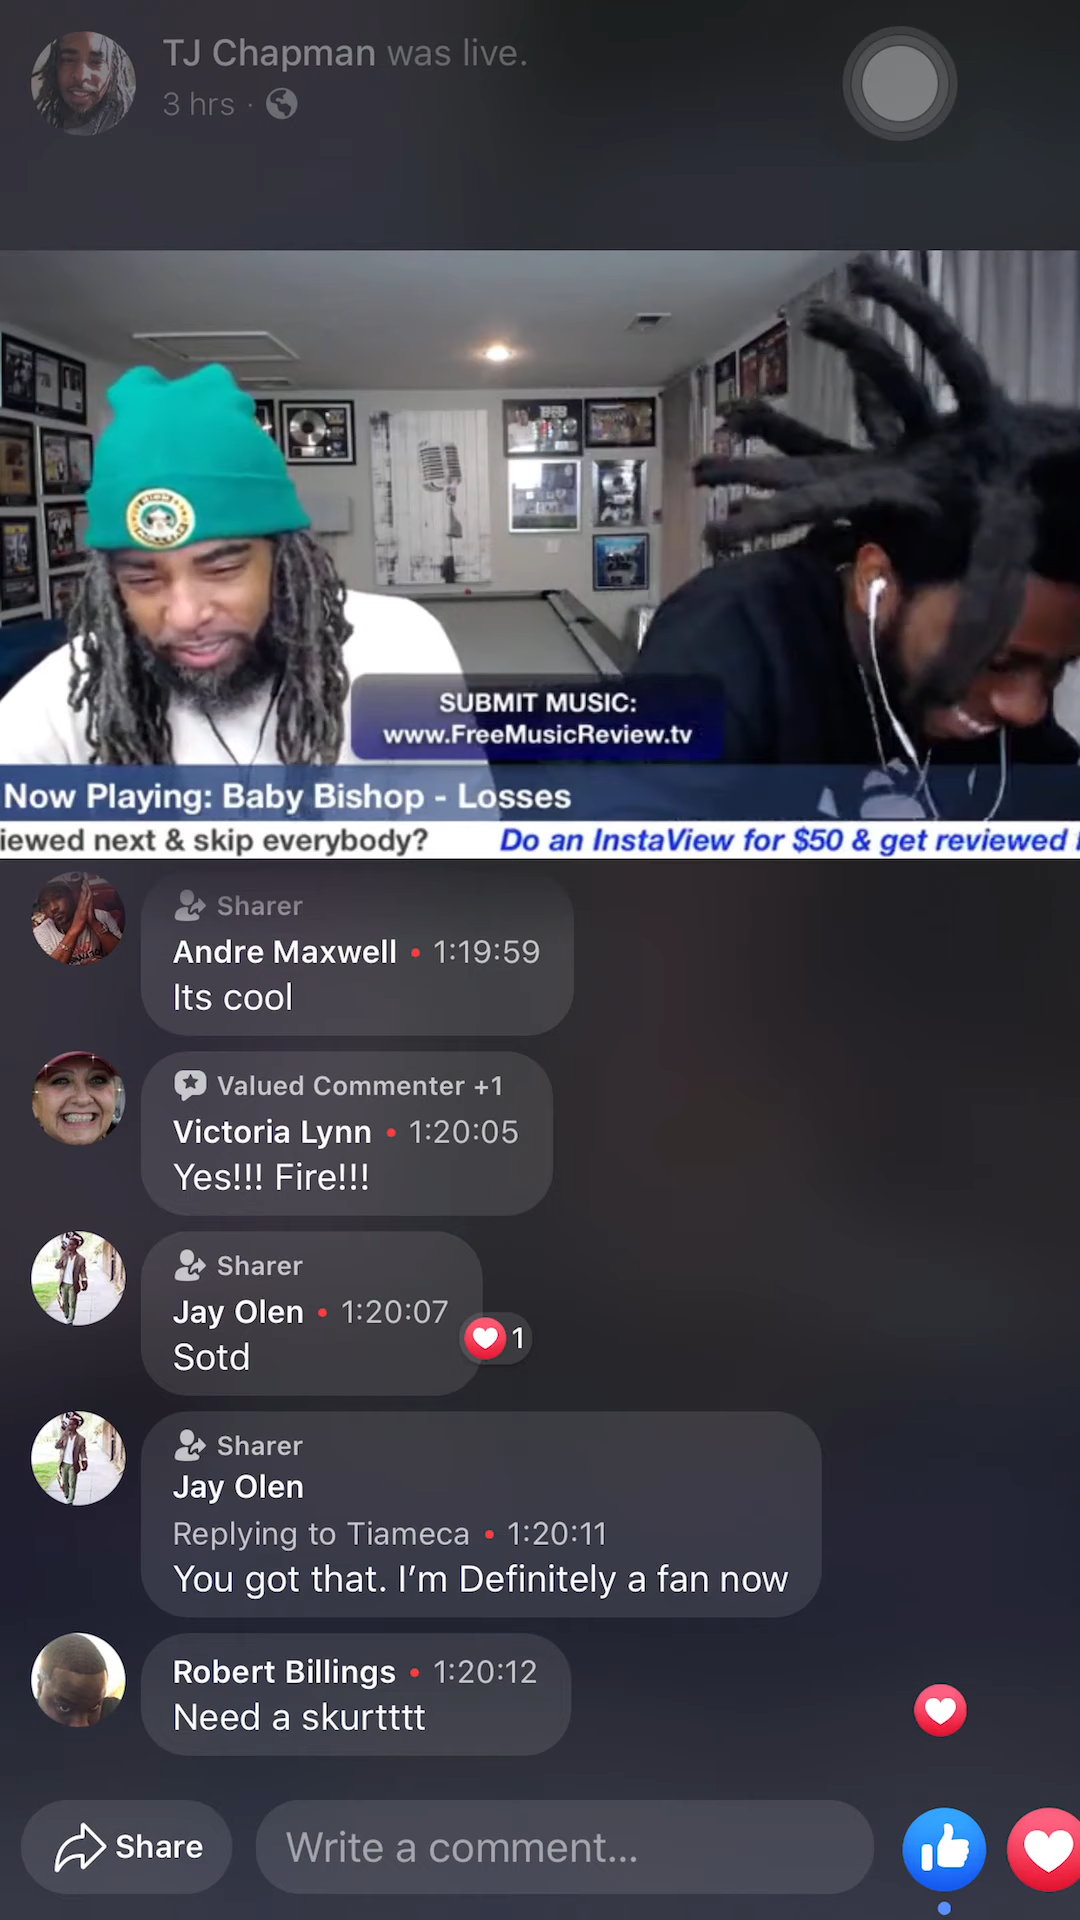 TJ Chapman was live.
3 hrs ·
SUBMIT MUSIC:
www.FreeMusicReview.tv
Now Playing: Baby Bishop - Losses
iewed next & skip everybody? Do an InstaView for $50 & get reviewed
Sharer
Andre Maxwell • 1:19:59
Its cool
Valued Commenter +1
Victoria Lynn • 1:20:05
Yes!!! Fire!!!
Sharer
Jay Olen • 1:20:07
Sotd
1
Sharer
Jay Olen
Replying to Tiameca • 1:20:11
You got that. I’m Definitely a fan now
Robert Billings • 1:20:12
Need a skurtttt
Share
Write a comment...